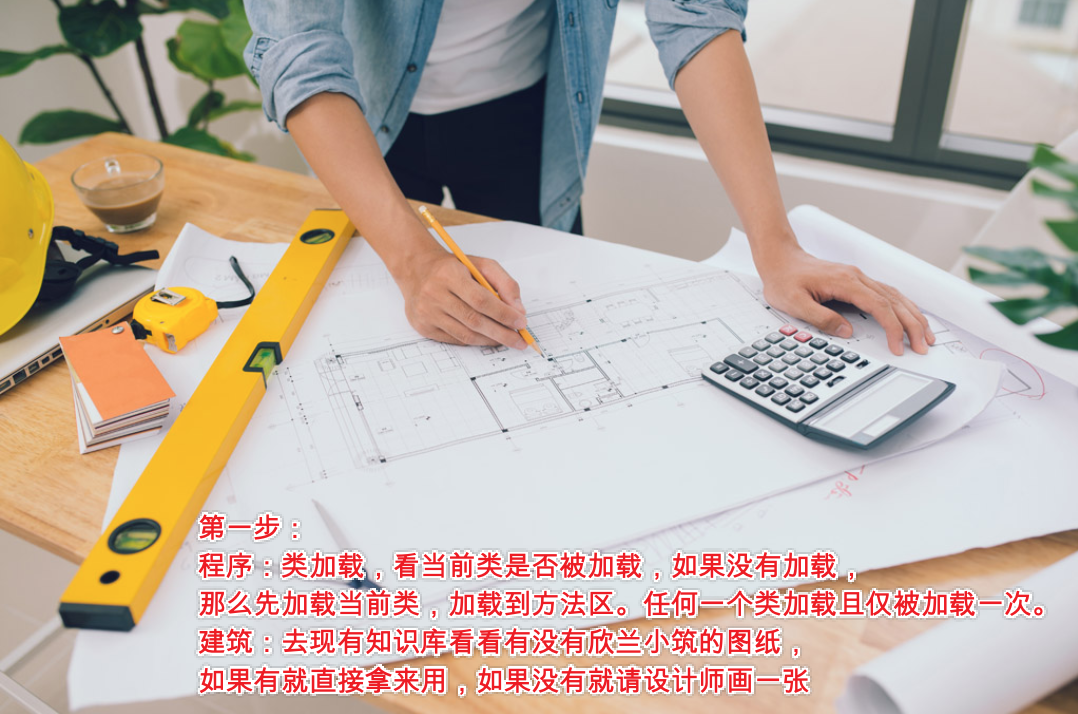 第一步：
程序：类加载，看当前类是否被加载，如果没有加载，
那么先加载当前类，加载到方法区。任何一个类加载且仅被加载一次。
建筑：去现有知识库看看有没有欣兰小筑的图纸，
如果有就直接拿来用，如果没有就请设计师画一张